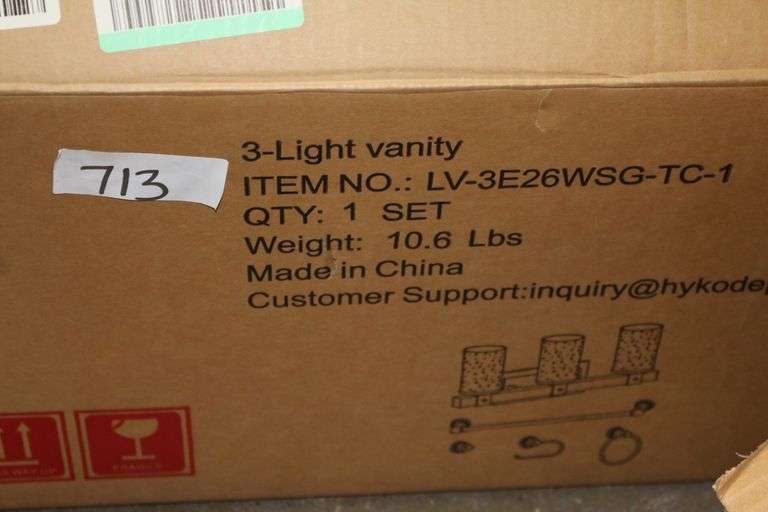 713
3-Light vanity
ITEM NO.: LV-3E26WSG-TC-1
QTY: 1 SET
Weight: 10.6 Lbs
Made in China
Customer Support:inquiry@hykodep